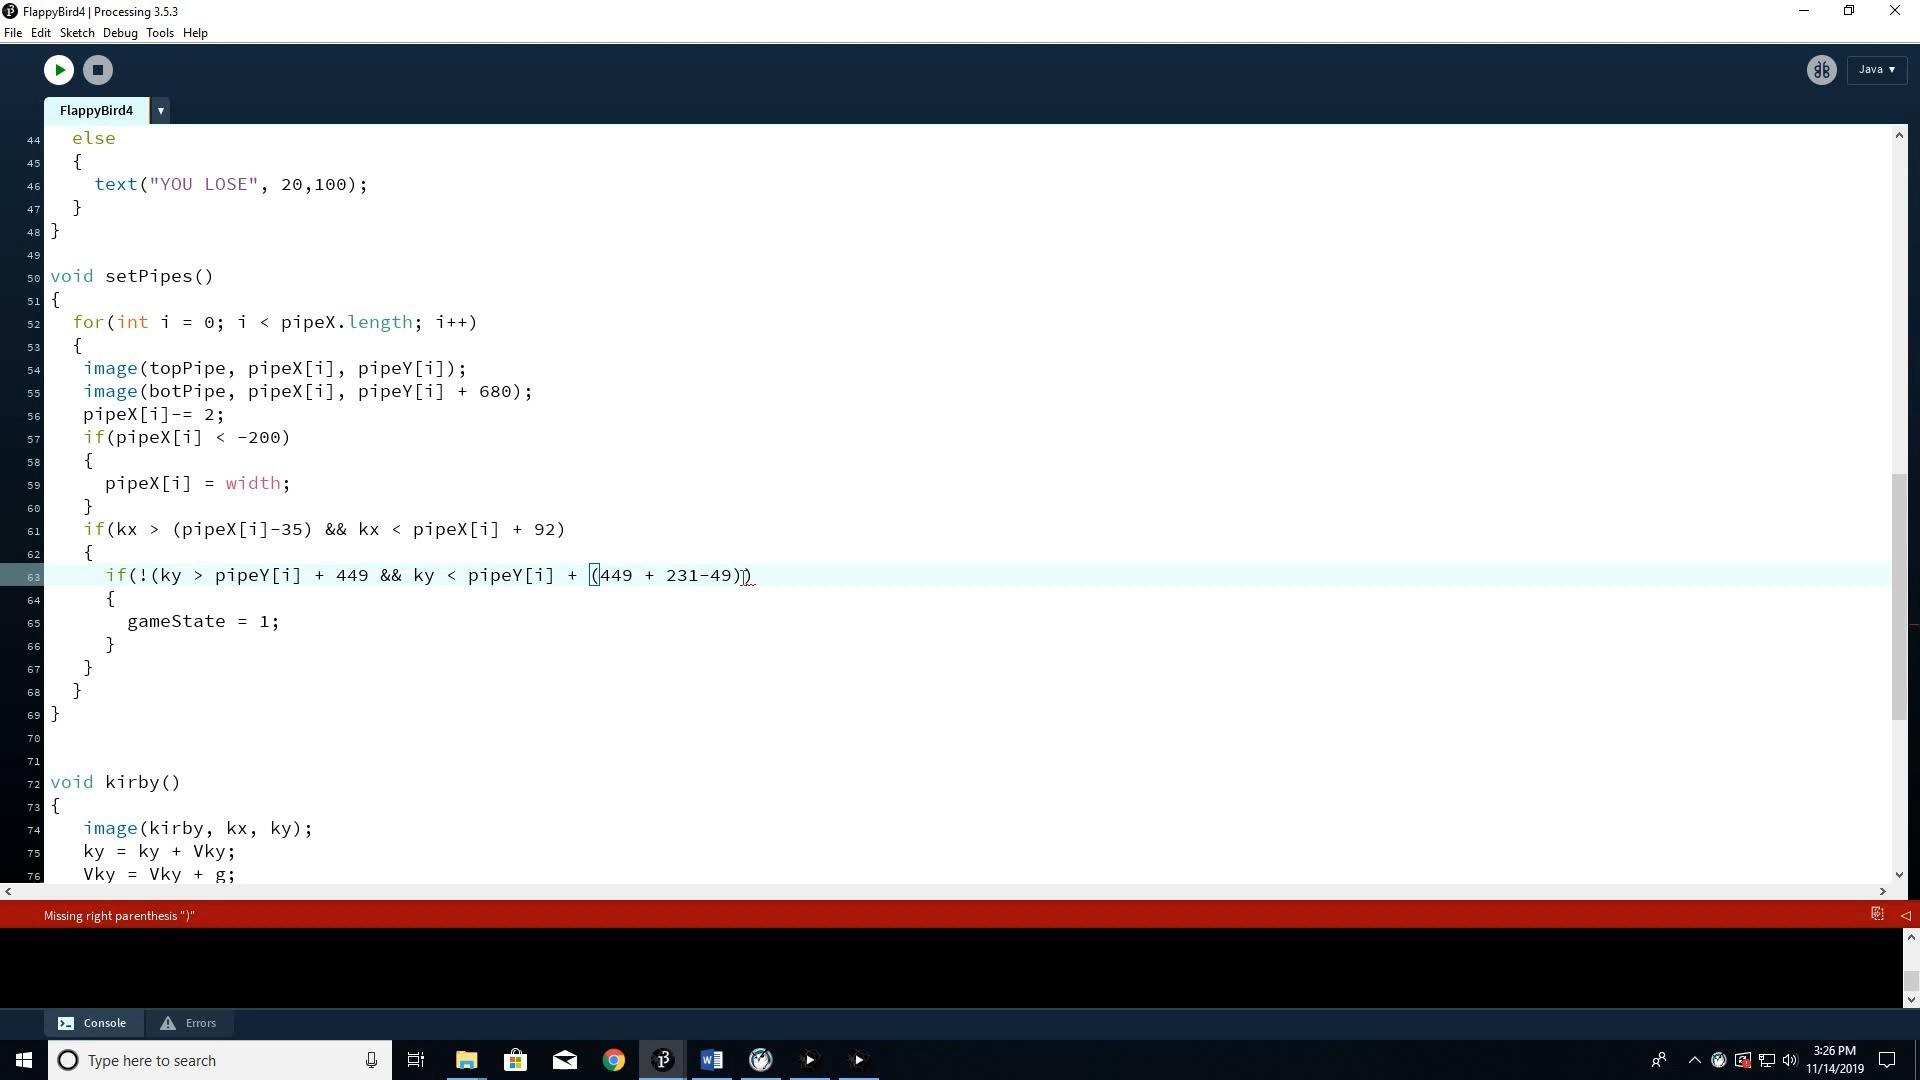 FlappyBird4 | Processing 3.5.3
File Edit Sketch Debug Tools Help
Java ▾
FlappyBird4 ▾
44 else
45 {
46 text("YOU LOSE", 20,100);
47 }
48 }
49
50 void setPipes()
51 {
52 for(int i = 0; i < pipeX.length; i++)
53 {
54 image(topPipe, pipeX[i], pipeY[i]);
55 image(botPipe, pipeX[i], pipeY[i] + 680);
56 pipeX[i]-= 2;
57 if(pipeX[i] < -200)
58 {
59 pipeX[i] = width;
60 }
61 if(kx > (pipeX[i]-35) && kx < pipeX[i] + 92)
62 {
63 if(!(ky > pipeY[i] + 449 && ky < pipeY[i] + (449 + 231-49))
64 {
65 gameState = 1;
66 }
67 }
68 }
69 }
70
71
72 void kirby()
73 {
74 image(kirby, kx, ky);
75 ky = ky + Vky;
76 Vky = Vky + g;
Missing right parenthesis ")"
Console Errors
Type here to search
3:26 PM
11/14/2019